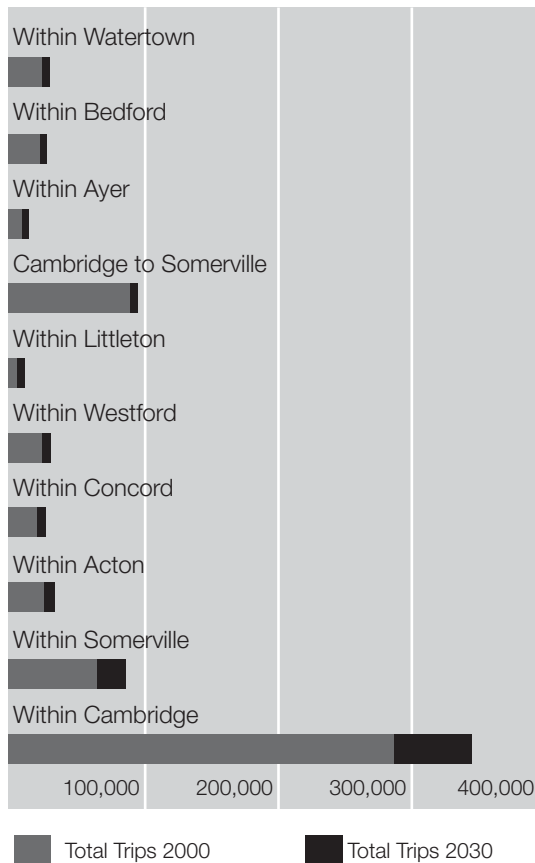 Within Watertown
Within Bedford
Within Ayer
Cambridge to Somerville
Within Littleton
Within Westford
Within Concord
Within Acton
Within Somerville
Within Cambridge
100,000 200,000 300,000 400,000
Total Trips 2000 Total Trips 2030